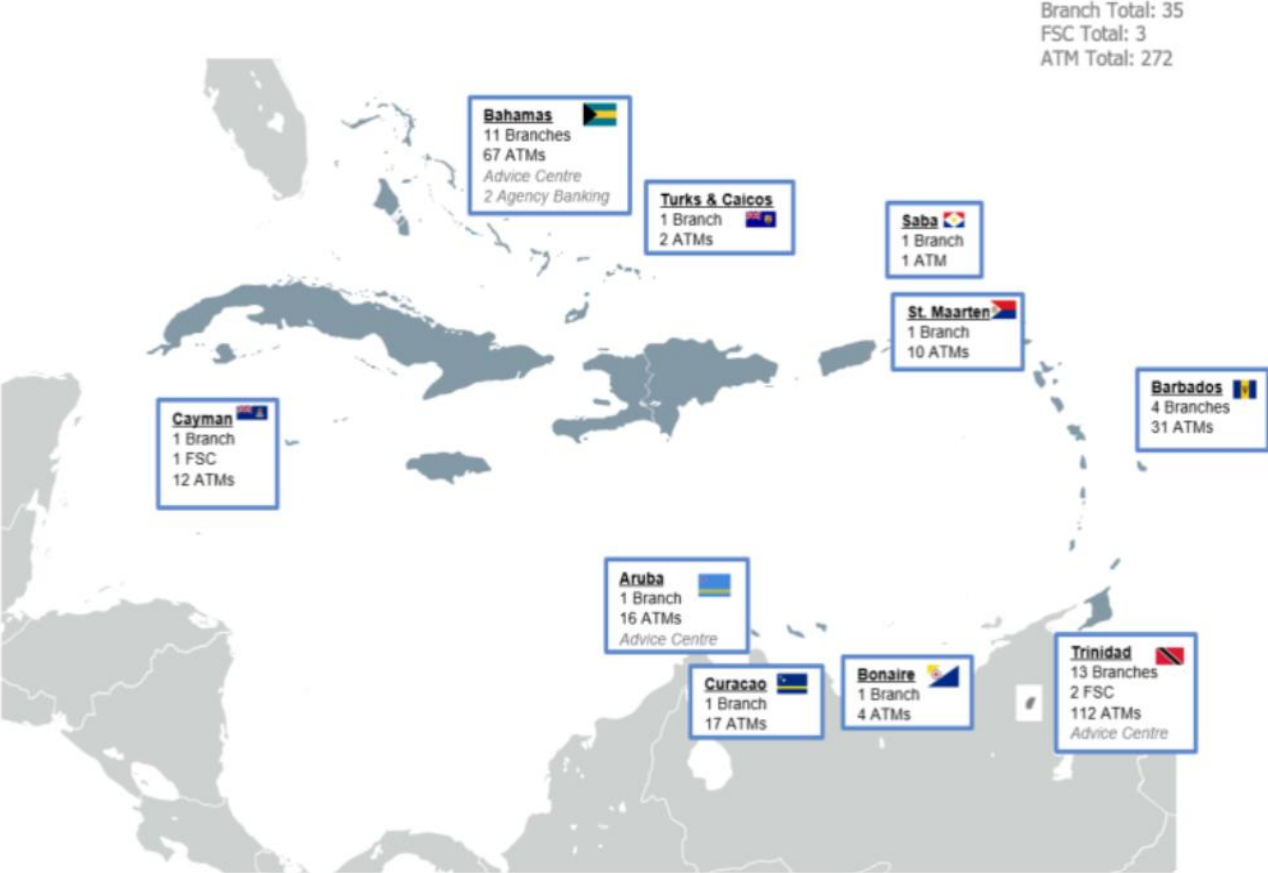 Branch Total: 35
FSC Total: 3
ATM Total: 272
Bahamas
11 Branches
67 ATMs
Advice Centre
2 Agency Banking
Turks & Caicos
1 Branch
2 ATMs
Saba
1 Branch
1 ATM
St. Maarten
1 Branch
10 ATMs
Barbados
4 Branches
31 ATMs
Cayman
1 Branch
1 FSC
12 ATMs
Aruba
1 Branch
16 ATMs
Advice Centre
Curacao
1 Branch
17 ATMs
Bonaire
1 Branch
4 ATMs
Trinidad
13 Branches
2 FSC
112 ATMs
Advice Centre